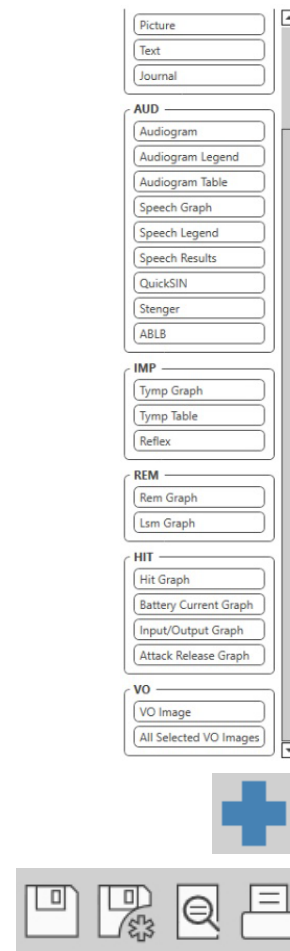 Picture
Text
Journal
AUD
Audiogram
Audiogram Legend
Audiogram Table
Speech Graph
Speech Legend
Speech Results
QuickSIN
Stenger
ABLB
IMP
Tymp Graph
Tymp Table
Reflex
REM
Rem Graph
Lsm Graph
HIT
Hit Graph
Battery Current Graph
Input/Output Graph
Attack Release Graph
VO
VO Image
All Selected VO Images